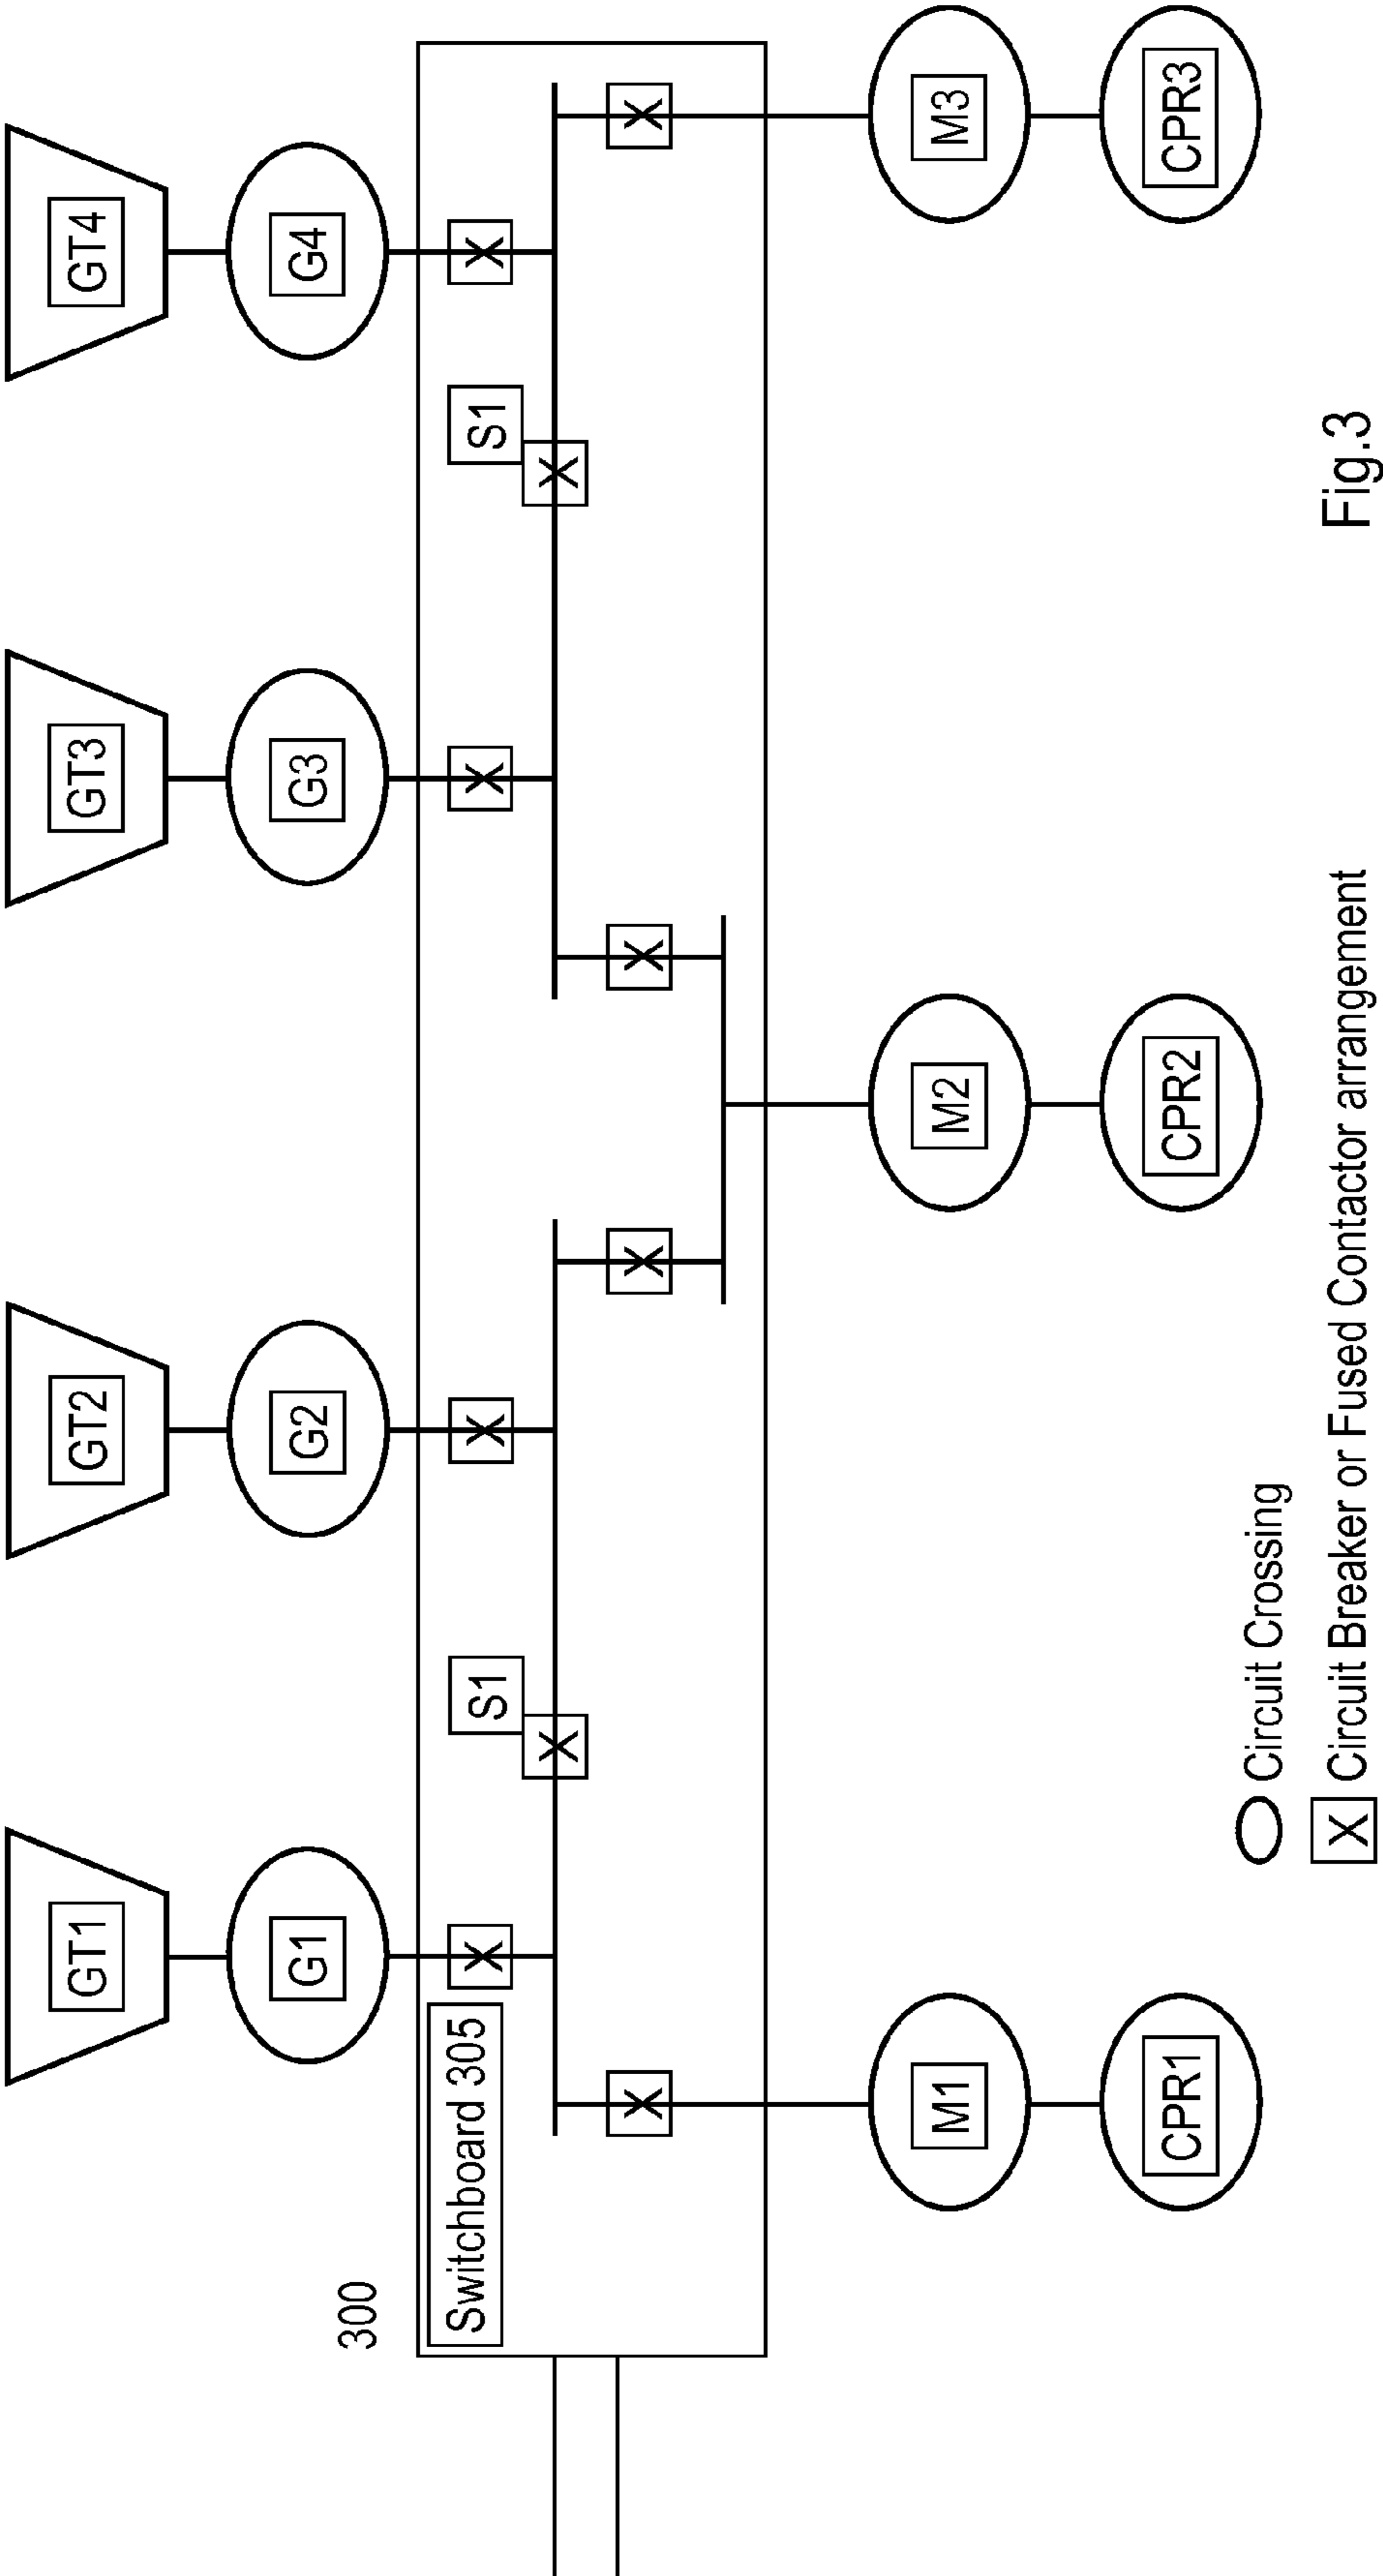 GT1
GT2
GT3
GT4
G1
G2
G3
G4
300
Switchboard 305
S1
S1
X
X
X
X
X
X
X
X
X
X
M1
M2
M3
CPR1
CPR2
CPR3
Circuit Crossing
X Circuit Breaker or Fused Contactor arrangement
Fig.3